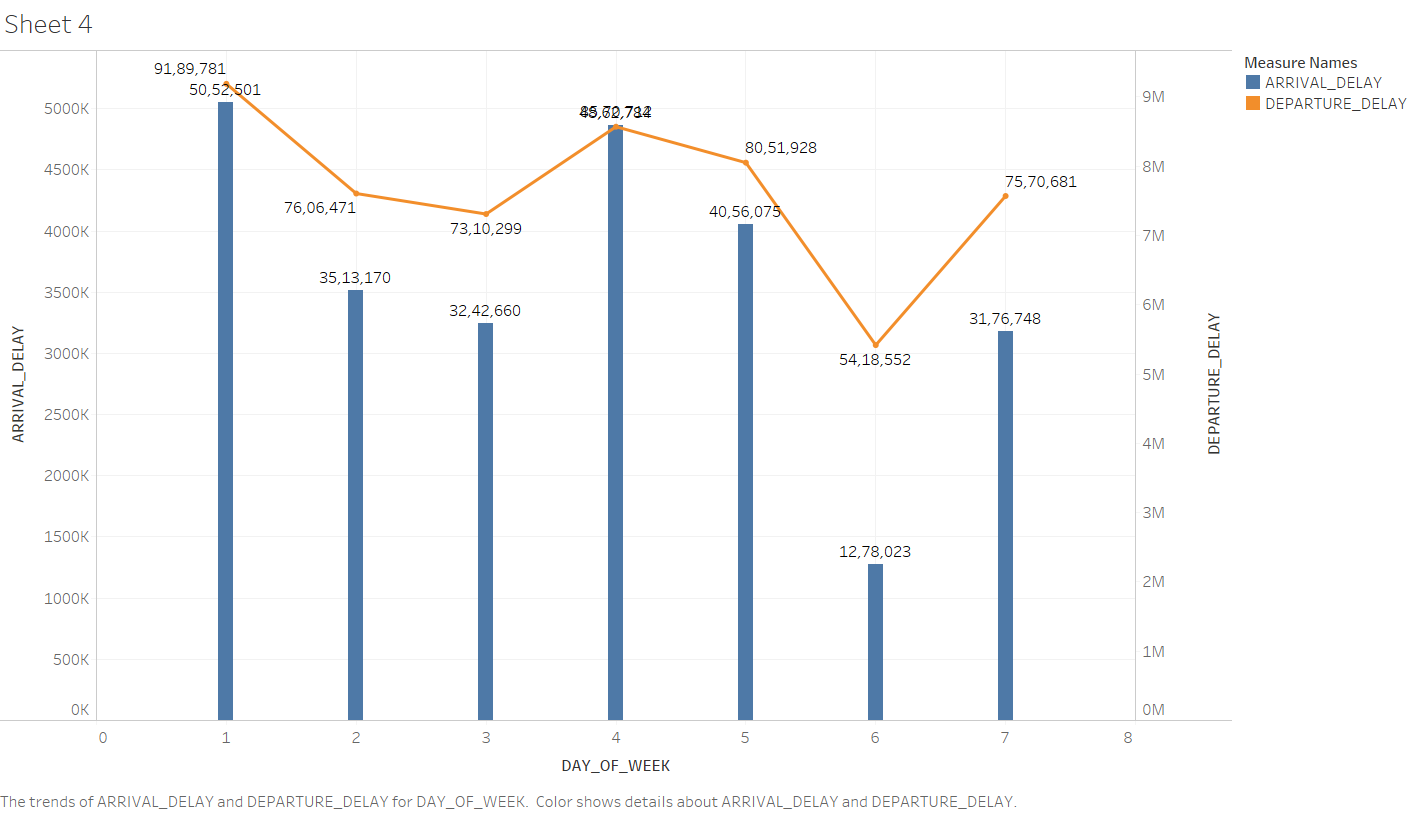 Sheet 4
Measure Names
ARRIVAL_DELAY
DEPARTURE_DELAY
91,89,781
50,52,501
80,51,928
75,70,681
76,06,471
40,56,075
73,10,299
35,13,170
32,42,660
31,76,748
54,18,552
12,78,023
5000K
4500K
4000K
3500K
3000K
2500K
2000K
1500K
1000K
500K
0K
ARRIVAL_DELAY
9M
8M
7M
6M
5M
4M
3M
2M
1M
0M
DEPARTURE_DELAY
0 1 2 3 4 5 6 7 8
DAY_OF_WEEK
The trends of ARRIVAL_DELAY and DEPARTURE_DELAY for DAY_OF_WEEK.  Color shows details about ARRIVAL_DELAY and DEPARTURE_DELAY.